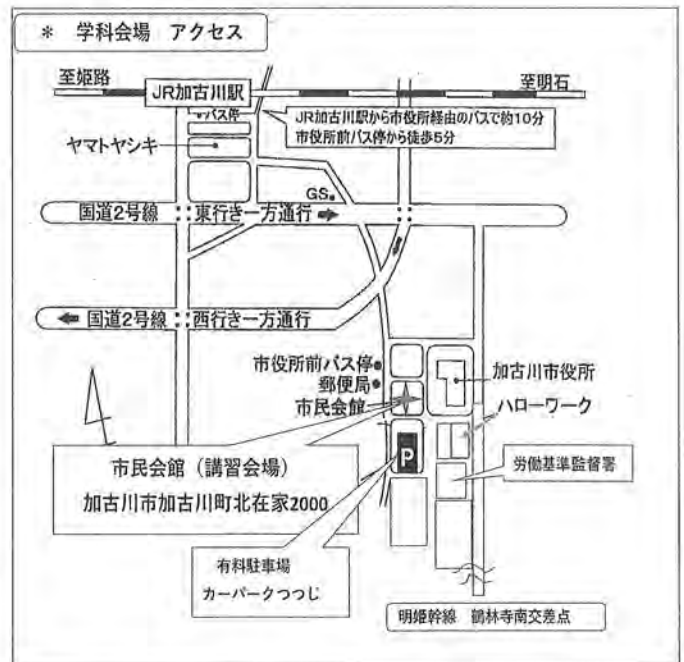 * 学科会場 アクセス
至姫路
JR加古川駅
至明石
バス停
JR加古川駅から市役所経由のバスで約10分
市役所前バス停から徒歩5分
ヤマトヤシキ
GS
国道2号線 東行き一方通行
国道2号線 西行き一方通行
市役所前バス停
郵便局
市民会館
加古川市役所
ハローワーク
市民会館(講習会場)
加古川市加古川町北在家2000
P
労働基準監督署
有料駐車場
カーパークつつじ
明姫幹線 鶴林寺南交差点